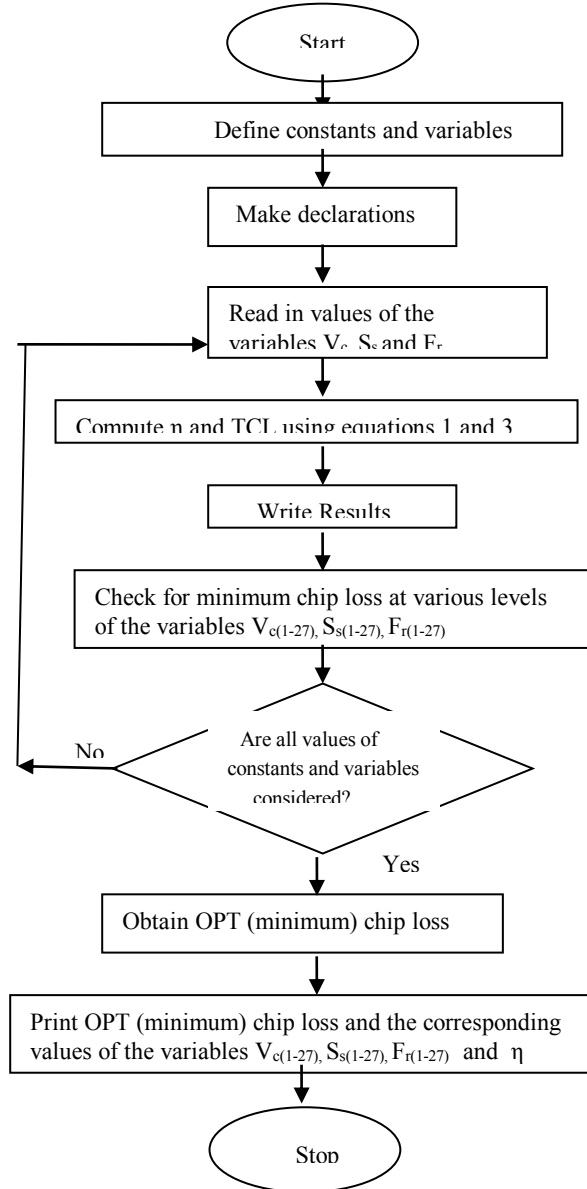 Start
Define constants and variables
Make declarations
Read in values of the
variables Vc, Ss and Fr
Compute η and TCL using equations 1 and 3
Write Results
Check for minimum chip loss at various levels
of the variables Vc(1-27), Ss(1-27), Fr(1-27)
No
Are all values of
constants and variables
considered?
Yes
Obtain OPT (minimum) chip loss
Print OPT (minimum) chip loss and the corresponding
values of the variables Vc(1-27), Ss(1-27), Fr(1-27) and η
Stop